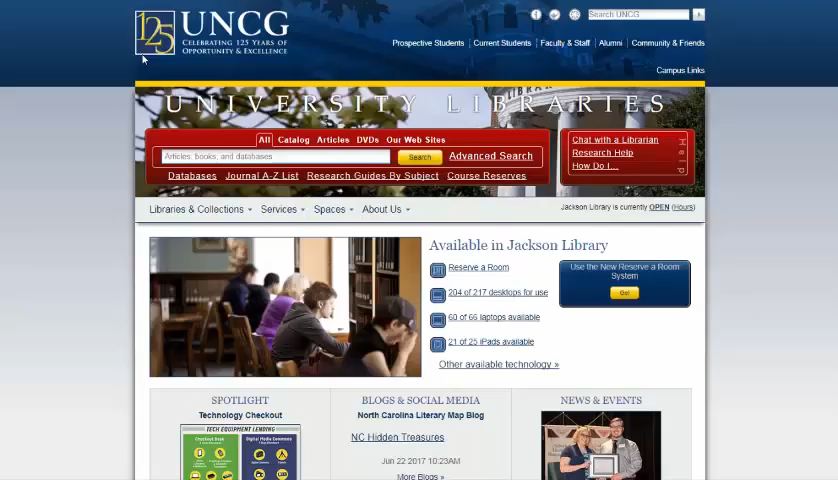 125 UNCG
CELEBRATING 125 YEARS OF
OPPORTUNITY & EXCELLENCE
Search UNCG
Prospective Students Current Students Faculty & Staff Alumni Community & Friends
Campus Links
UNIVERSITY LIBRARIES
All Catalog Articles DVDs Our Web Sites
Articles, books, and databases Search Advanced Search
Databases Journal A-Z List Research Guides By Subject Course Reserves
Chat with a Librarian
Research Help
How Do I...
Help
Libraries & Collections Services Spaces About Us
Jackson Library is currently OPEN (Hours)
Available in Jackson Library
Reserve a Room
204 of 217 desktops for use
60 of 66 laptops available
21 of 25 iPads available
Other available technology »
Use the New Reserve a Room
System
Go!
SPOTLIGHT
Technology Checkout
TECH EQUIPMENT LENDING
Checkout Desk
Digital Media Commons
BLOGS & SOCIAL MEDIA
North Carolina Literary Map Blog
NC Hidden Treasures
Jun 22 2017 10:23AM
More Blogs »
NEWS & EVENTS